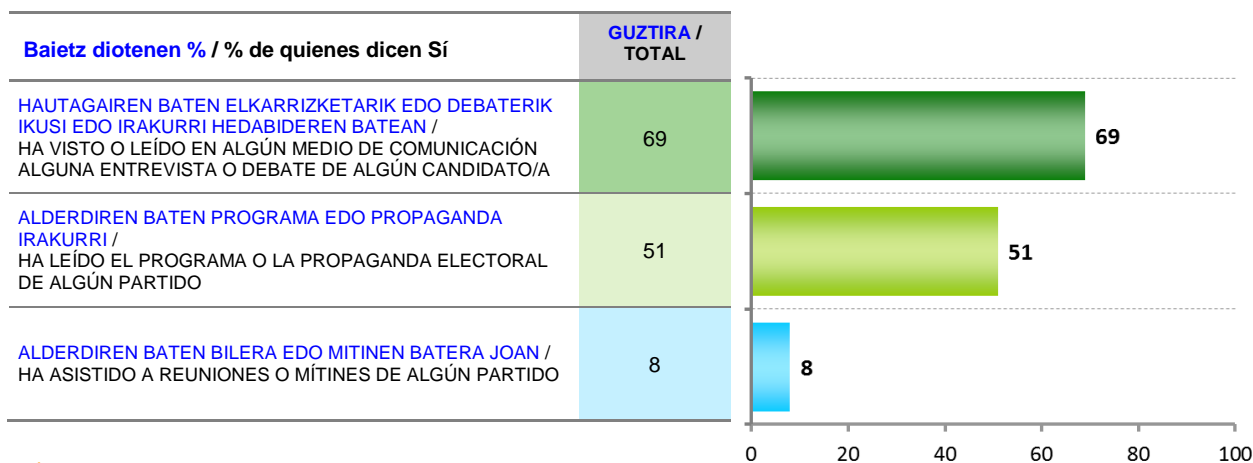 Baietz diotenen % / % de quienes dicen Sí
GUZTIRA /
TOTAL
HAUTAGAIREN BATEN ELKARRIZKETARIK EDO DEBATERIK
IKUSI EDO IRAKURRI HEDABIDEREN BATEAN /
HA VISTO O LEÍDO EN ALGÚN MEDIO DE COMUNICACIÓN
ALGUNA ENTREVISTA O DEBATE DE ALGÚN CANDIDATO/A
69
69
ALDERDIREN BATEN PROGRAMA EDO PROPAGANDA
IRAKURRI /
HA LEÍDO EL PROGRAMA O LA PROPAGANDA ELECTORAL
DE ALGÚN PARTIDO
51
51
ALDERDIREN BATEN BILERA EDO MITINEN BATERA JOAN /
HA ASISTIDO A REUNIONES O MÍTINES DE ALGÚN PARTIDO
8
8
0 20 40 60 80 100